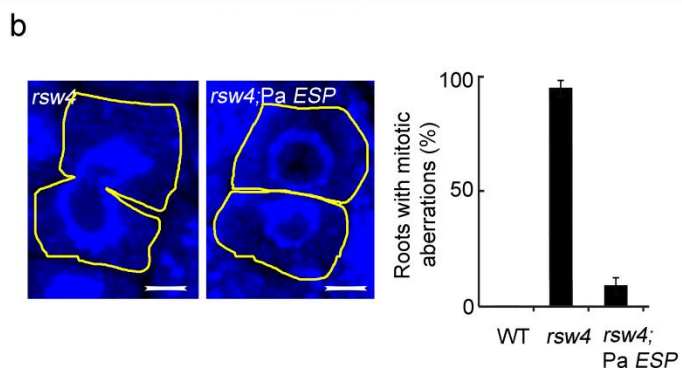 b
rsw4
rsw4;Pa ESP
Roots with mitotic
aberrations (%)
100
50
0
WT
rsw4
rsw4;
Pa ESP